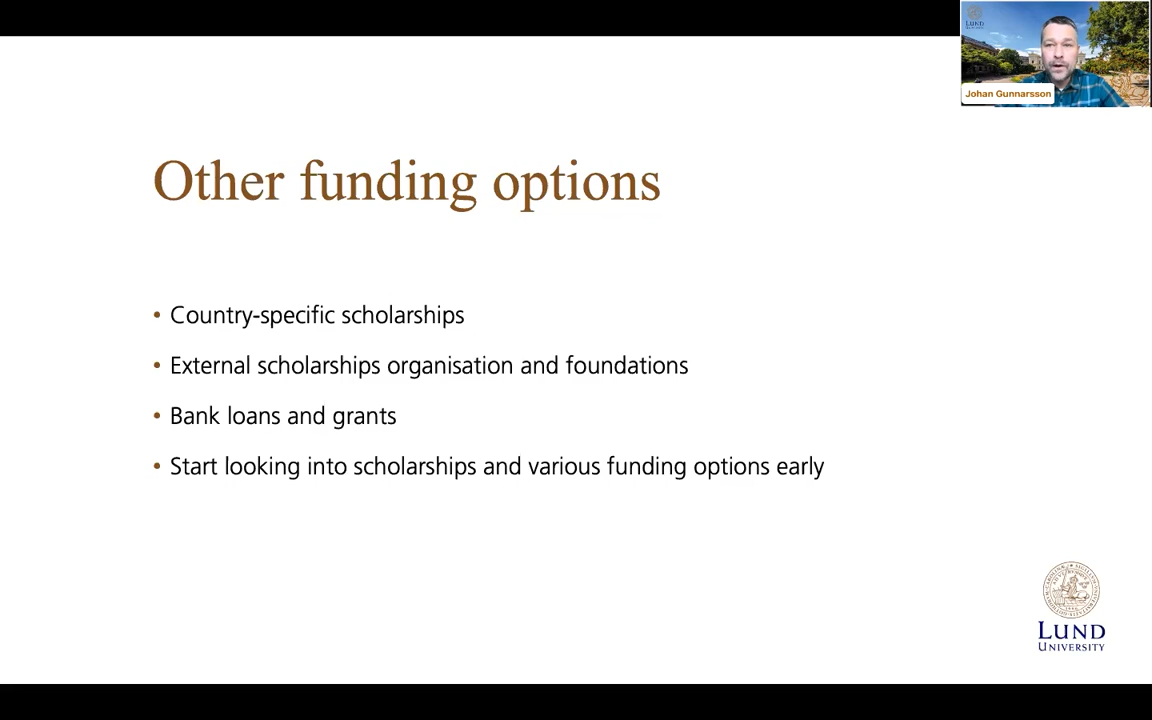 LUND
Johan Gunnarsson
Other funding options
• Country-specific scholarships
• External scholarships organisation and foundations
• Bank loans and grants
• Start looking into scholarships and various funding options early
LUND
UNIVERSITY